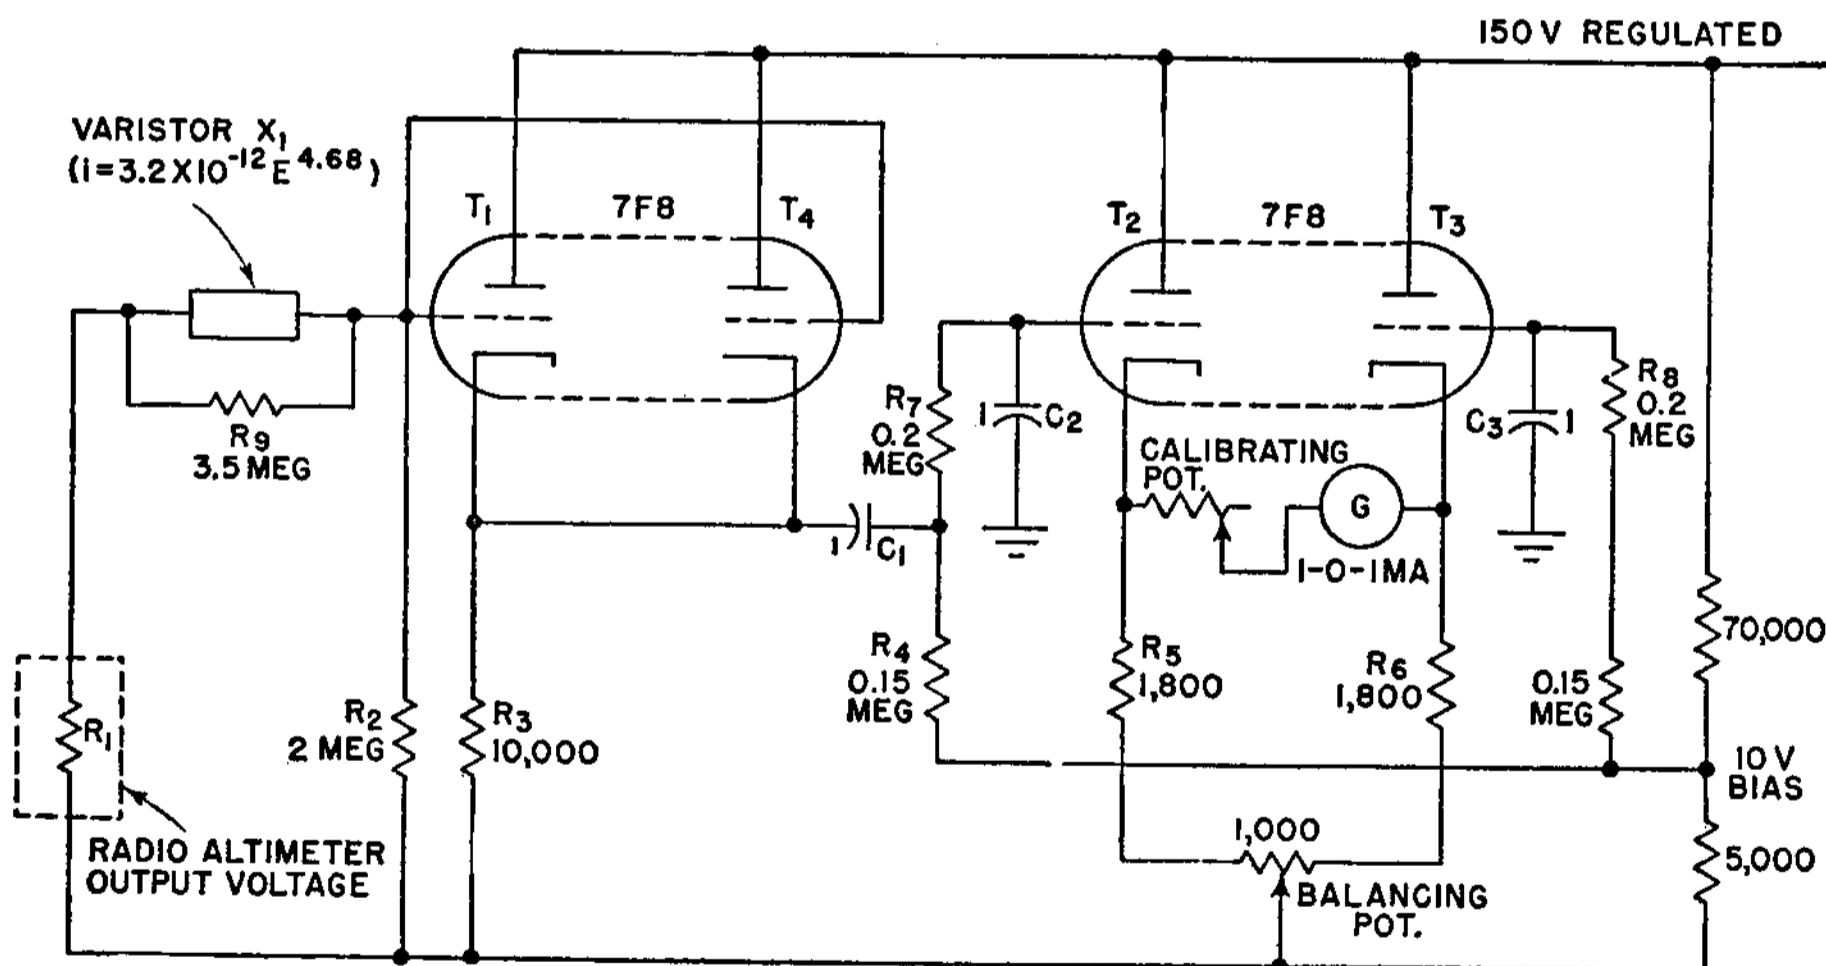 150 V REGULATED
VARISTOR X₁
(i=3.2X10⁻¹² E⁴·⁶⁸)
T₁
7F8
T₄
T₂
7F8
T₃
R₉
3.5 MEG
R₇
0.2
MEG
1
C₂
C₃
1
R₈
0.2
MEG
CALIBRATING
POT.
G
1-0-1MA
1
C₁
R₁
R₂
2 MEG
R₃
10,000
R₄
0.15
MEG
R₅
1,800
R₆
1,800
0.15
MEG
70,000
10 V
BIAS
5,000
1,000
BALANCING
POT.
RADIO ALTIMETER
OUTPUT VOLTAGE